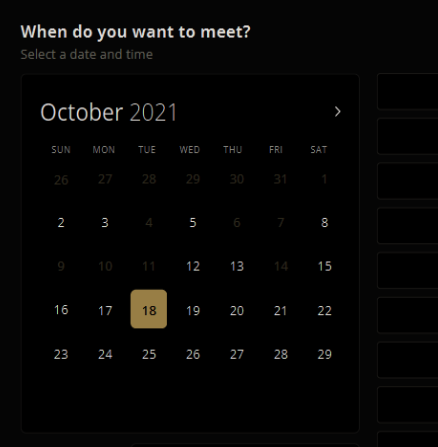 When do you want to meet?
Select a date and time
October 2021 >
SUN MON TUE WED THU FRI SAT
26 27 28 29 30 31 1
2 3 4 5 6 7 8
9 10 11 12 13 14 15
16 17 18 19 20 21 22
23 24 25 26 27 28 29